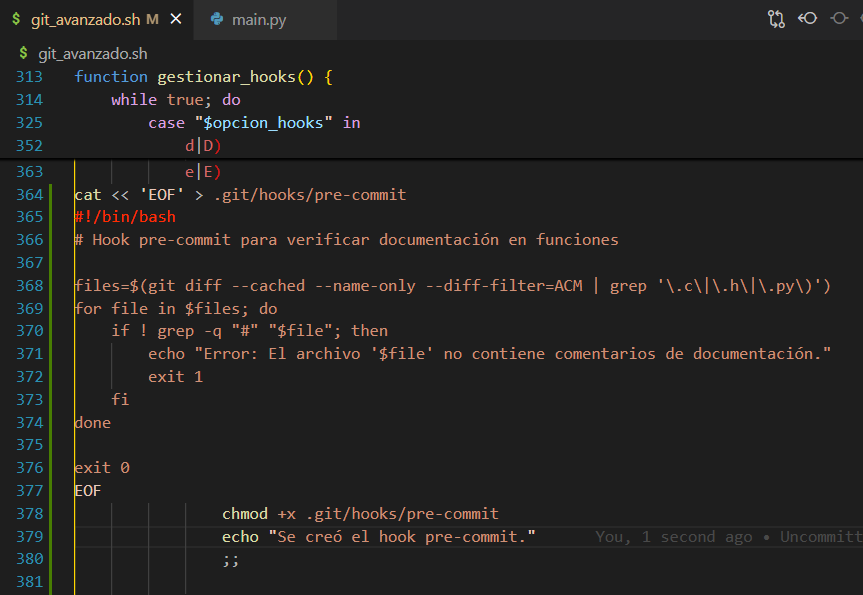 $ git_avanzado.sh M × main.py
$ git_avanzado.sh
313 function gestionar_hooks() {
314 while true; do
325 case "$opcion_hooks" in
352 d|D)
363 e|E)
364 cat << 'EOF' > .git/hooks/pre-commit
365 #!/bin/bash
366 # Hook pre-commit para verificar documentación en funciones
367
368 files=$(git diff --cached --name-only --diff-filter=ACM | grep '\.c\|\.h\|\.py\)')
369 for file in $files; do
370 if ! grep -q "#" "$file"; then
371 echo "Error: El archivo '$file' no contiene comentarios de documentación."
372 exit 1
373 fi
374 done
375
376 exit 0
377 EOF
378 chmod +x .git/hooks/pre-commit
379 echo "Se creó el hook pre-commit." You, 1 second ago • Uncommitt
380 ;;
381